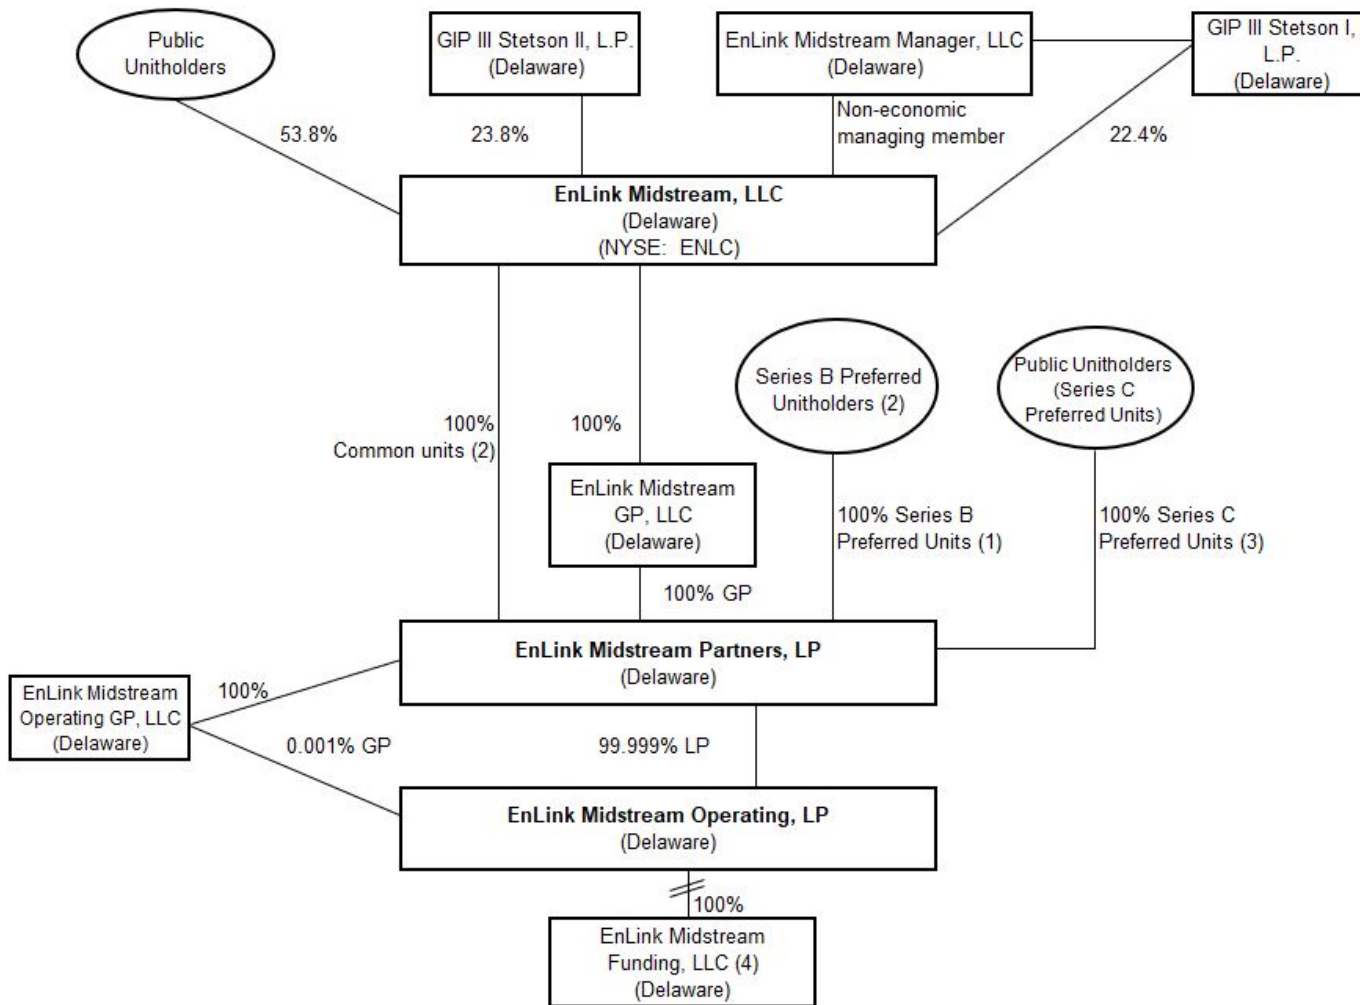 Public
Unitholders
GIP III Stetson II, L.P.
(Delaware)
EnLink Midstream Manager, LLC
(Delaware)
GIP III Stetson I,
L.P.
(Delaware)
53.8%
23.8%
Non-economic
managing member
22.4%
EnLink Midstream, LLC
(Delaware)
(NYSE: ENLC)
100%
Common units (2)
100%
Series B Preferred
Unitholders (2)
Public Unitholders
(Series C
Preferred Units)
EnLink Midstream
GP, LLC
(Delaware)
100% Series B
Preferred Units (1)
100% Series C
Preferred Units (3)
100% GP
EnLink Midstream Partners, LP
(Delaware)
EnLink Midstream
Operating GP, LLC
(Delaware)
100%
0.001% GP
99.999% LP
EnLink Midstream Operating, LP
(Delaware)
100%
EnLink Midstream
Funding, LLC (4)
(Delaware)